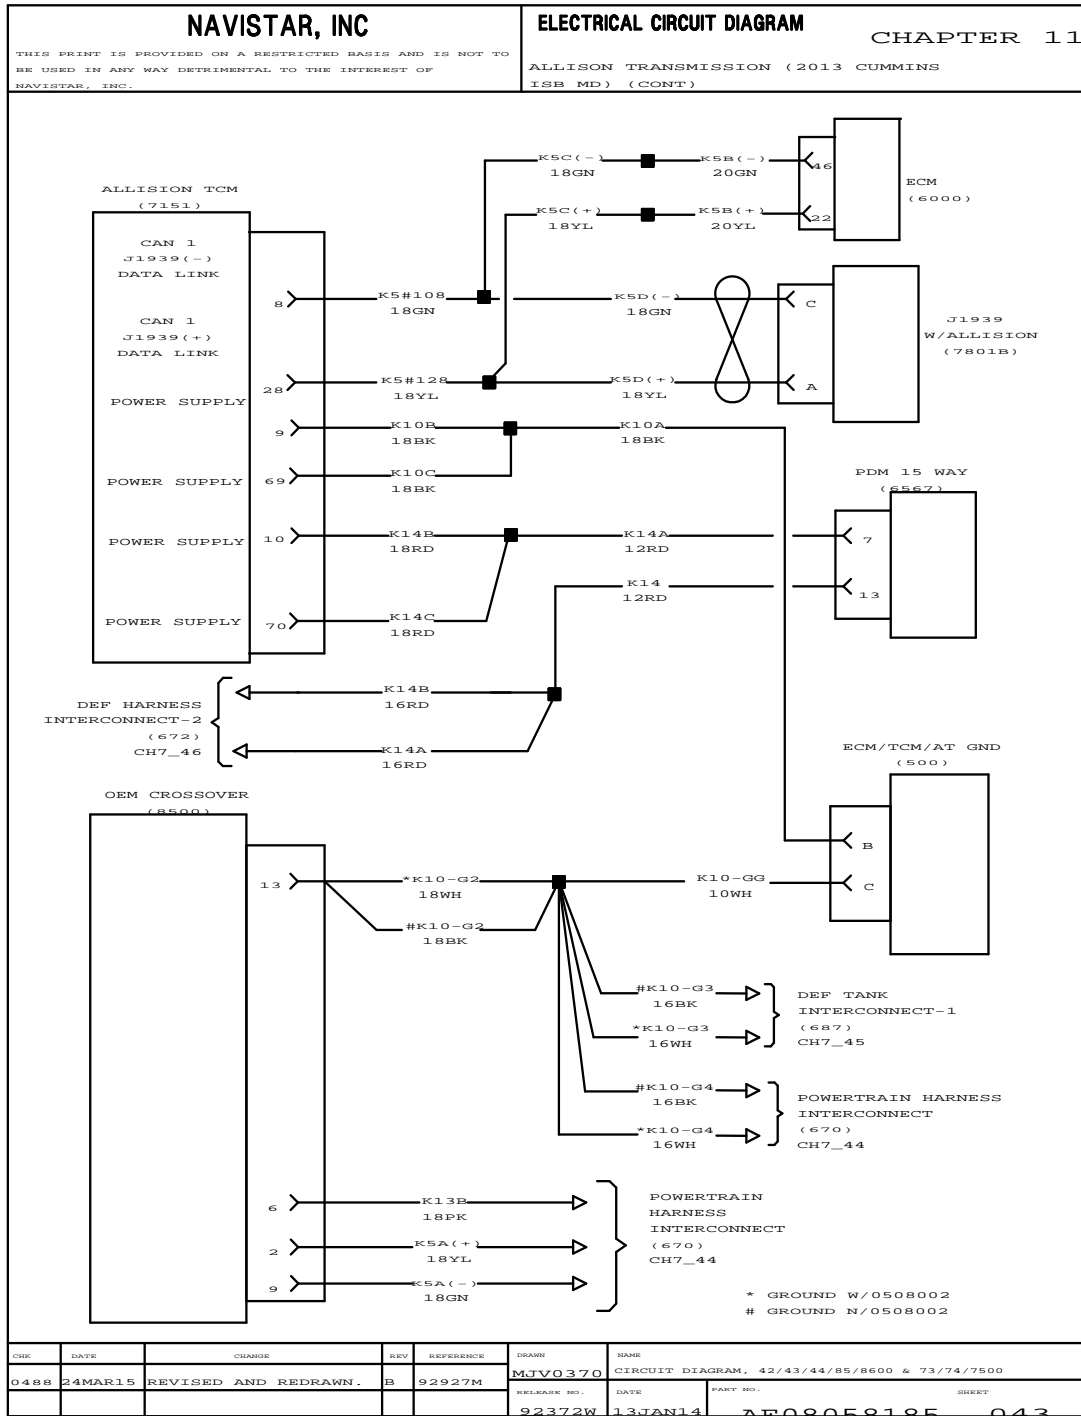 NAVISTAR, INC
THIS PRINT IS PROVIDED ON A RESTRICTED BASIS AND IS NOT TO
BE USED IN ANY WAY DETRIMENTAL TO THE INTEREST OF
NAVISTAR, INC.
ELECTRICAL CIRCUIT DIAGRAM
CHAPTER 11
ALLISON TRANSMISSION (2013 CUMMINS
ISB MD) (CONT)
K5C(-)
18GN
K5B(-)
20GN
46
ECM
(6000)
K5C(+)
18YL
K5B(+)
20YL
22
ALLISION TCM
(7151)
CAN 1
J1939(-)
DATA LINK
8
K5#108
18GN
K5D(-)
18GN
C
J1939
W/ALLISION
(7801B)
CAN 1
J1939(+)
DATA LINK
28
K5#128
18YL
K5D(+)
18YL
A
POWER SUPPLY
9
K10B
18BK
K10A
18BK
POWER SUPPLY
69
K10C
18BK
PDM 15 WAY
(6567)
POWER SUPPLY
10
K14B
18RD
K14A
12RD
7
K14
12RD
13
POWER SUPPLY
70
K14C
18RD
DEF HARNESS
INTERCONNECT-2
(672)
CH7_46
K14B
16RD
K14A
16RD
ECM/TCM/AT GND
(500)
B
C
OEM CROSSOVER
(8500)
13
*K10-G2
18WH
#K10-G2
18BK
K10-GG
10WH
#K10-G3
16BK
*K10-G3
16WH
DEF TANK
INTERCONNECT-1
(687)
CH7_45
#K10-G4
16BK
*K10-G4
16WH
POWERTRAIN HARNESS
INTERCONNECT
(670)
CH7_44
6
K13B
18PK
2
K5A(+)
18YL
9
K5A(-)
18GN
POWERTRAIN
HARNESS
INTERCONNECT
(670)
CH7_44
* GROUND W/0508002
# GROUND N/0508002
CHK DATE CHANGE REV REFERENCE
0488 24MAR15 REVISED AND REDRAWN. B 92927M
DRAWN
MJV0370
NAME
CIRCUIT DIAGRAM, 42/43/44/85/8600 & 73/74/7500
RELEASE NO.
92372W
DATE
13JAN14
PART NO.
SHEET
AF08058185 043